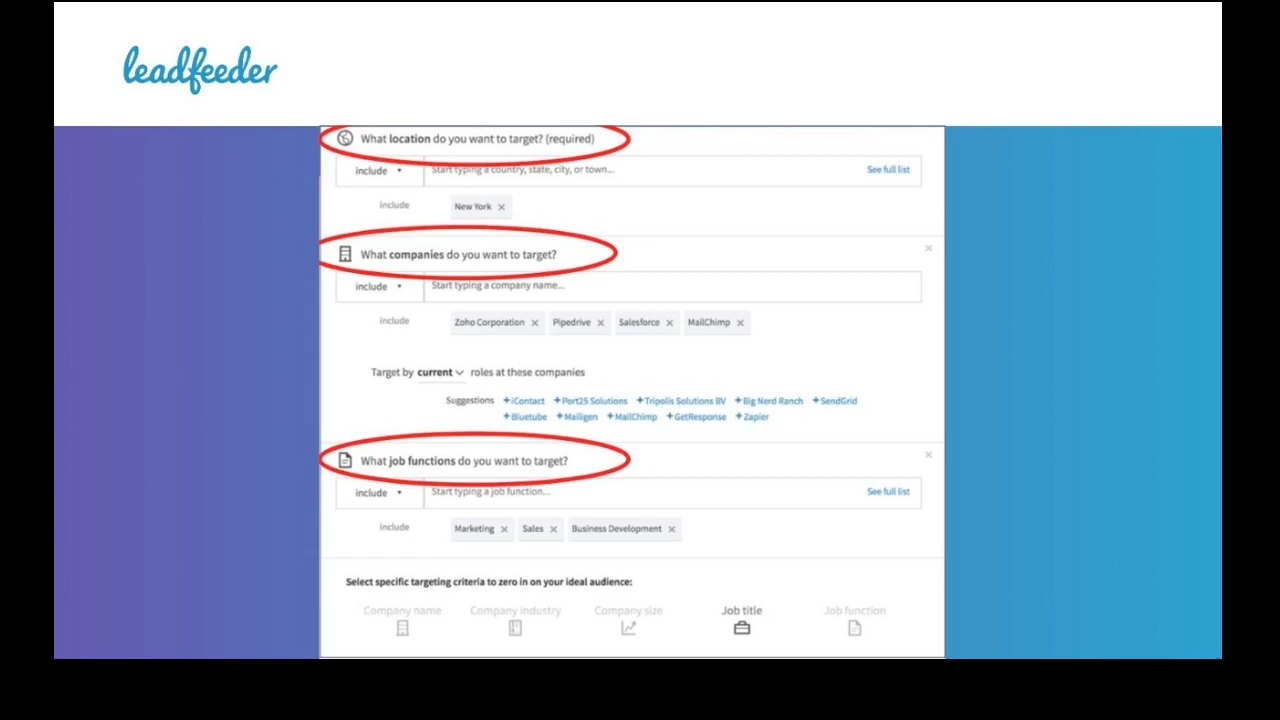 leadfeeder
What location do you want to target? (required)
include Start typing a country, state, city, or town... See full list
include New York ×
What companies do you want to target? ×
include Start typing a company name...
include Zoho Corporation × Pipedrive × Salesforce × MailChimp ×
Target by current roles at these companies
Suggestions +iContact +Port25 Solutions +Tripolis Solutions BV +Big Nerd Ranch +SendGrid
+Bluetube +Mailigen +MailChimp +GetResponse +Zapier
What job functions do you want to target? ×
include Start typing a job function... See full list
include Marketing × Sales × Business Development ×
Select specific targeting criteria to zero in on your ideal audience:
Company name Company industry Company size Job title Job function